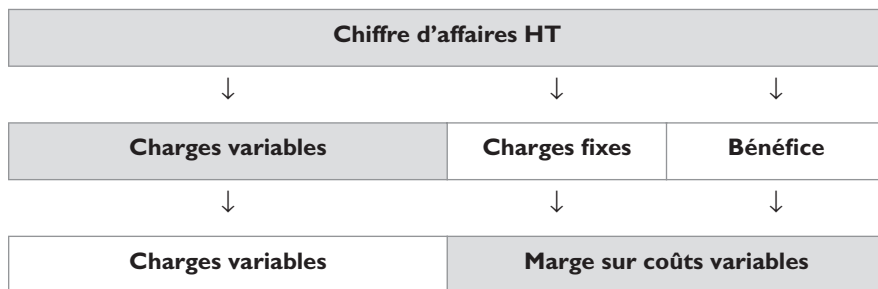 Chiffre d’affaires HT
↓ ↓ ↓
Charges variables Charges fixes Bénéfice
↓ ↓ ↓
Charges variables Marge sur coûts variables